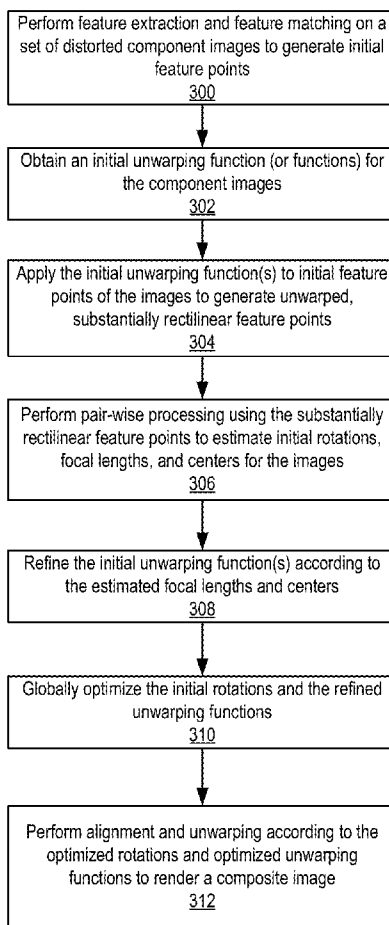 Perform feature extraction and feature matching on a
set of distorted component images to generate initial
feature points
300
Obtain an initial unwarping function (or functions) for
the component images
302
Apply the initial unwarping function(s) to initial feature
points of the images to generate unwarped,
substantially rectilinear feature points
304
Perform pair-wise processing using the substantially
rectilinear feature points to estimate initial rotations,
focal lengths, and centers for the images
306
Refine the initial unwarping function(s) according to
the estimated focal lengths and centers
308
Globally optimize the initial rotations and the refined
unwarping functions
310
Perform alignment and unwarping according to the
optimized rotations and optimized unwarping
functions to render a composite image
312